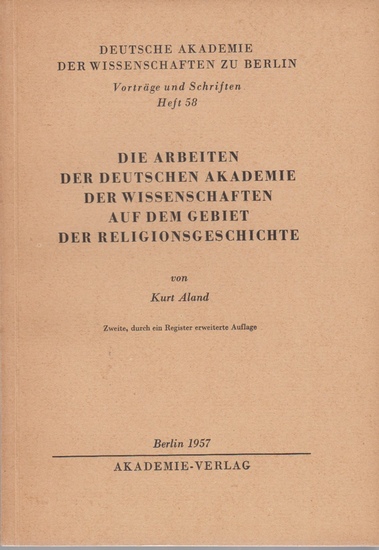 DEUTSCHE AKADEMIE
DER WISSENSCHAFTEN ZU BERLIN
Vorträge und Schriften
Heft 58
DIE ARBEITEN
DER DEUTSCHEN AKADEMIE
DER WISSENSCHAFTEN
AUF DEM GEBIET
DER RELIGIONSGESCHICHTE
von
Kurt Aland
Zweite, durch ein Register erweiterte Auflage
Berlin 1957
AKADEMIE-VERLAG